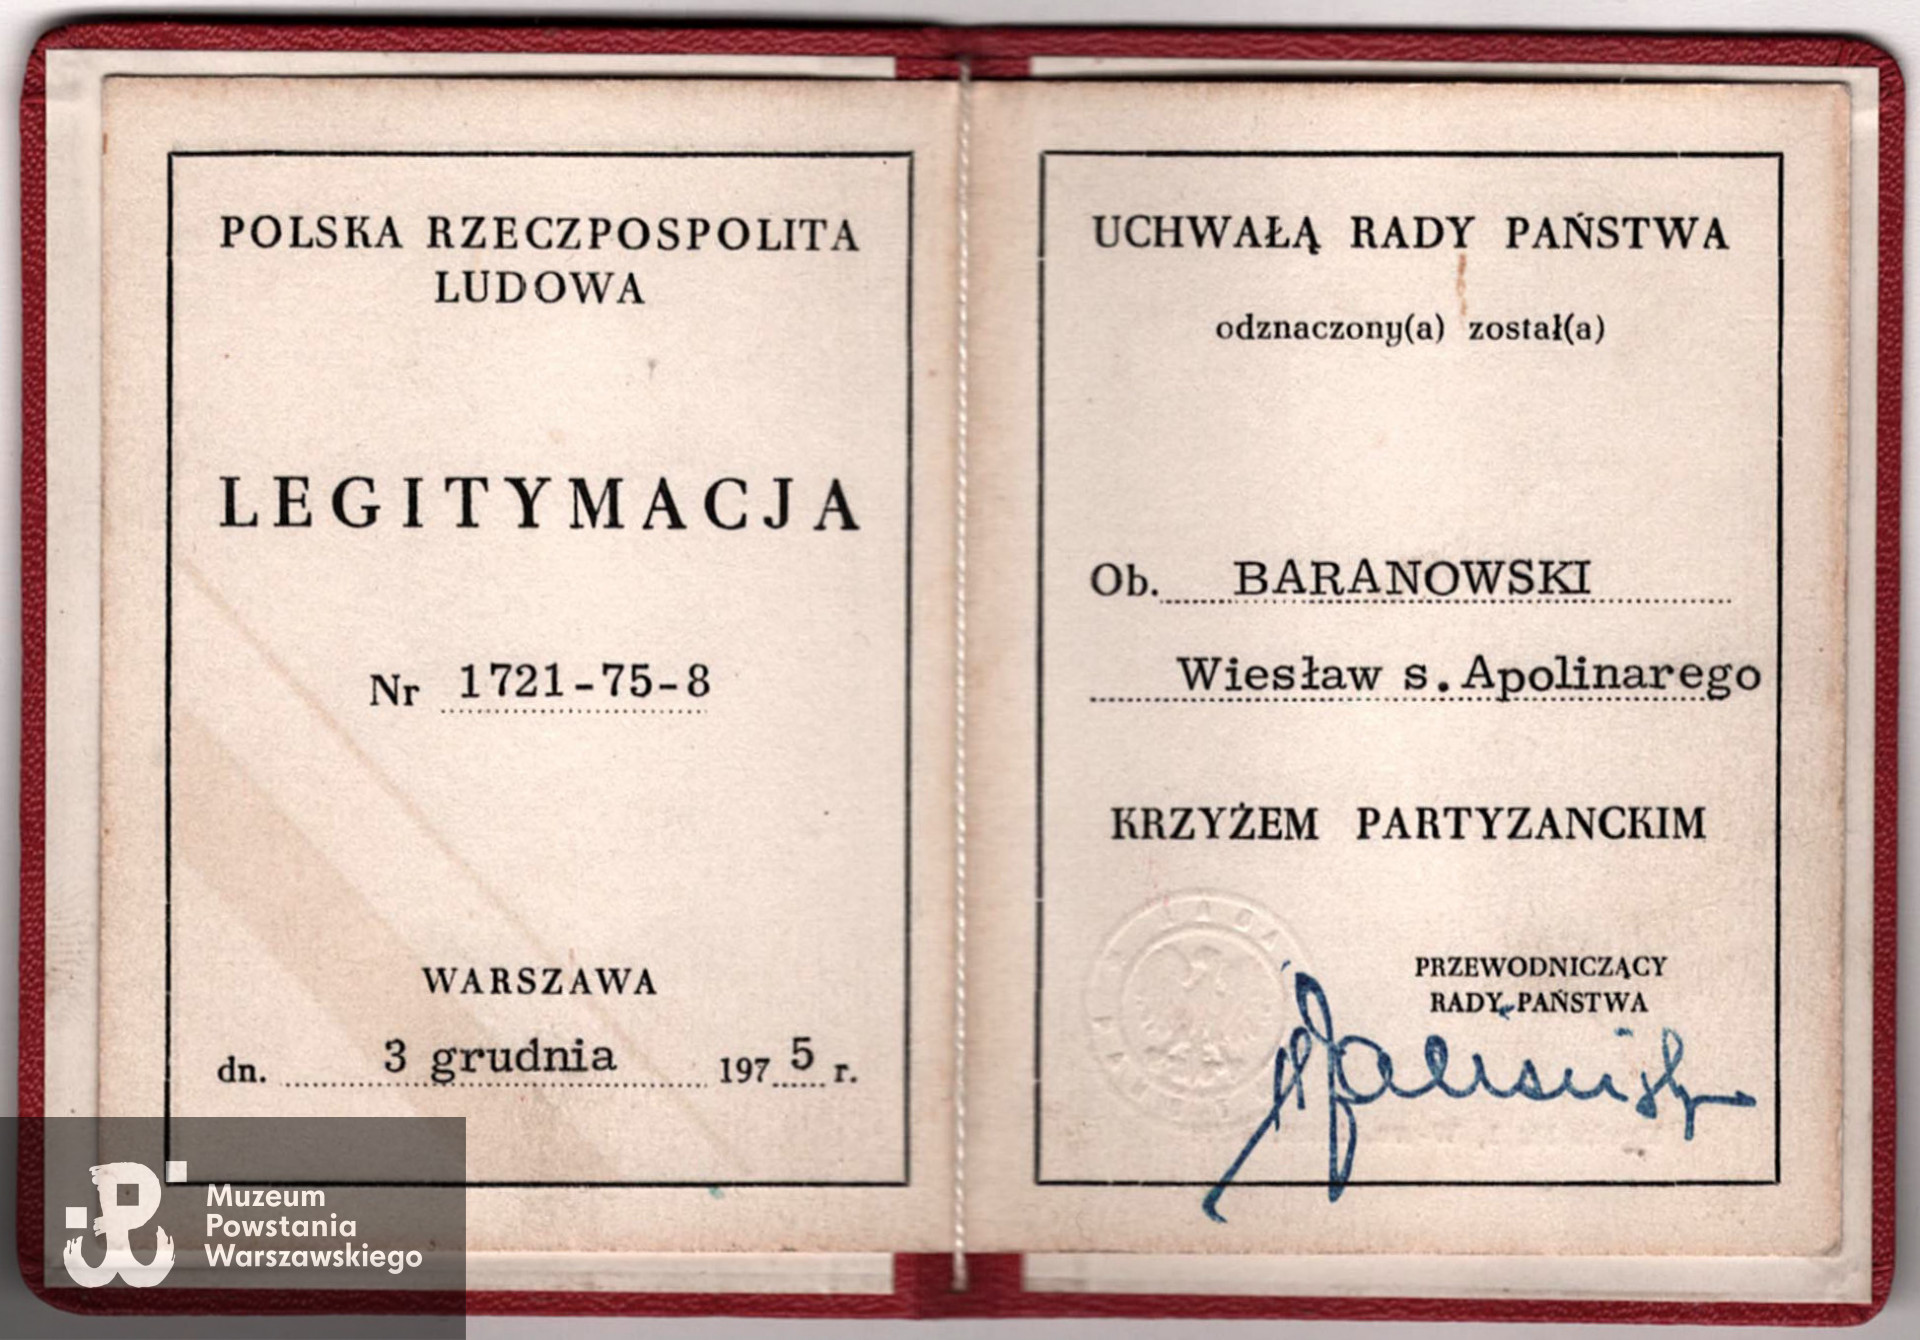 POLSKA RZECZPOSPOLITA
LUDOWA
LEGITYMACJA
Nr 1721-75-8
WARSZAWA
dn. 3 grudnia 1975 r.
UCHWAŁĄ RADY PAŃSTWA
odznaczony(a) został(a)
Ob. BARANOWSKI
Wiesław s. Apolinarego
KRZYŻEM PARTYZANCKIM
PRZEWODNICZĄCY
RADY PAŃSTWA
Muzeum
Powstania
Warszawskiego